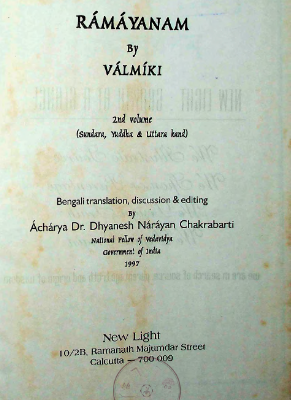 RÁMÁYANAM
By
VÁLMÍKI
2nd volume
(Sundara, Yuddha & Uttara kand)
Bengali translation, discussion & editing
By
Áchárya Dr. Dhyanesh Náráyan Chakrabarti
National Fellow of Vedavidya
Government of India
1997
New Light
10/2B, Ramanath Majumdar Street
Calcutta — 700 009